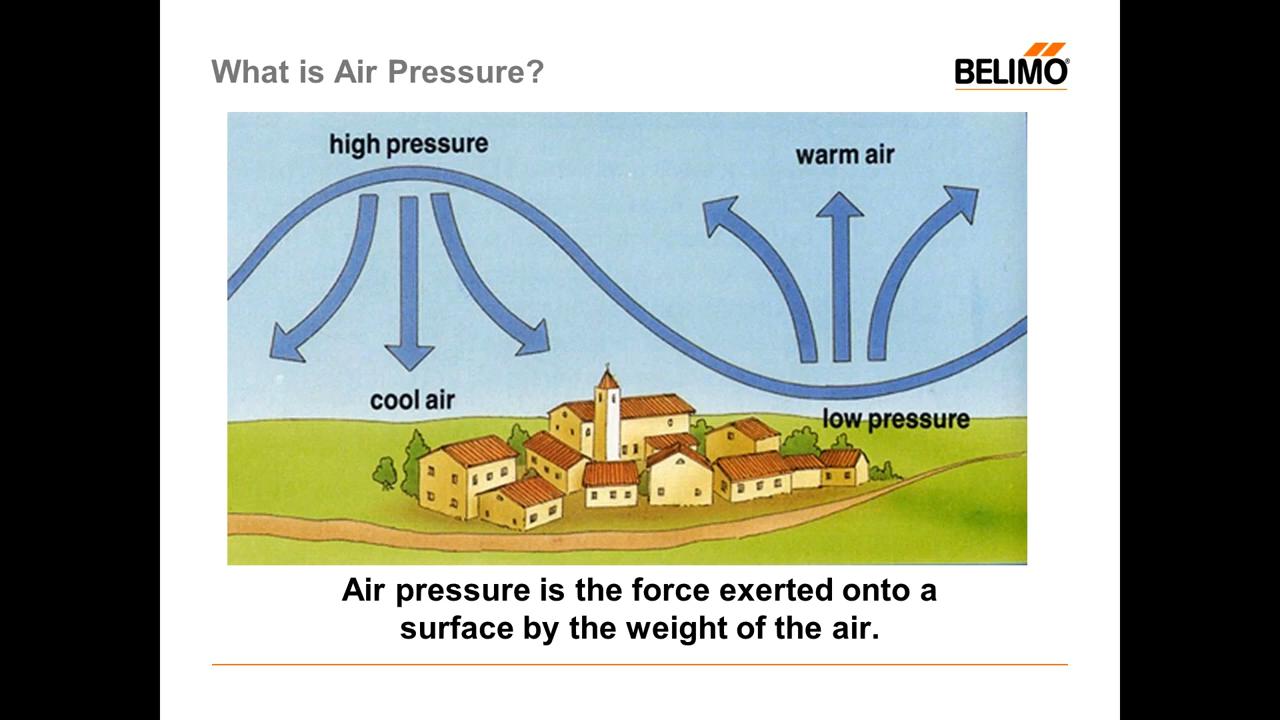 What is Air Pressure?
BELIMO®
high pressure
warm air
cool air
low pressure
Air pressure is the force exerted onto a
surface by the weight of the air.